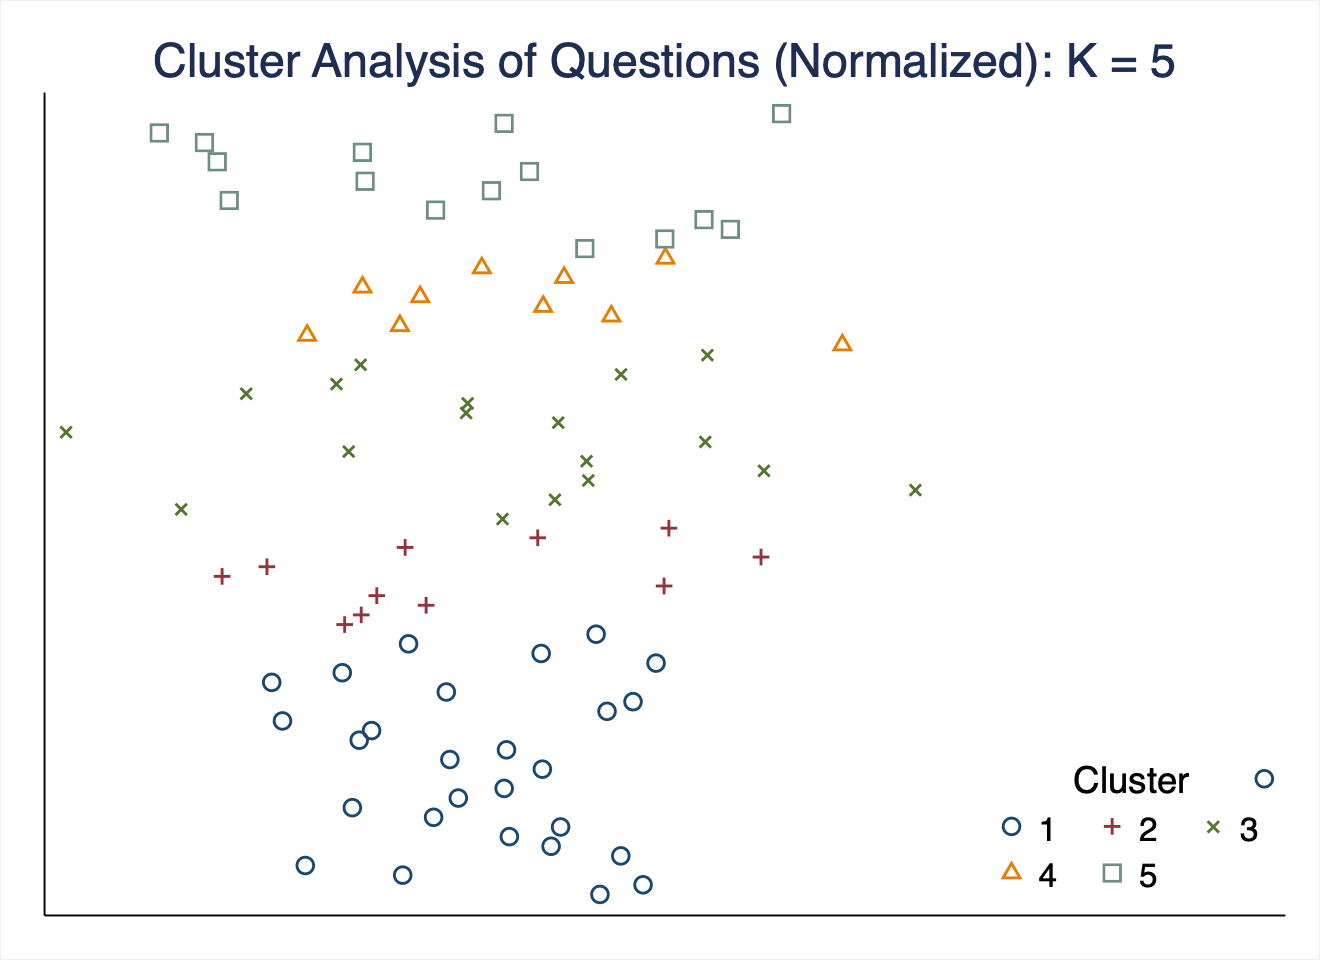 Cluster Analysis of Questions (Normalized): K = 5
Cluster
1 2 3
4 5